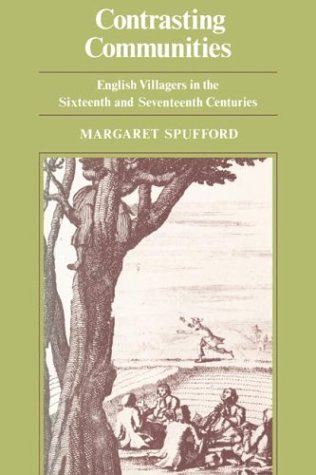 Contrasting
Communities
English Villagers in the
Sixteenth and Seventeenth Centuries
MARGARET SPUFFORD